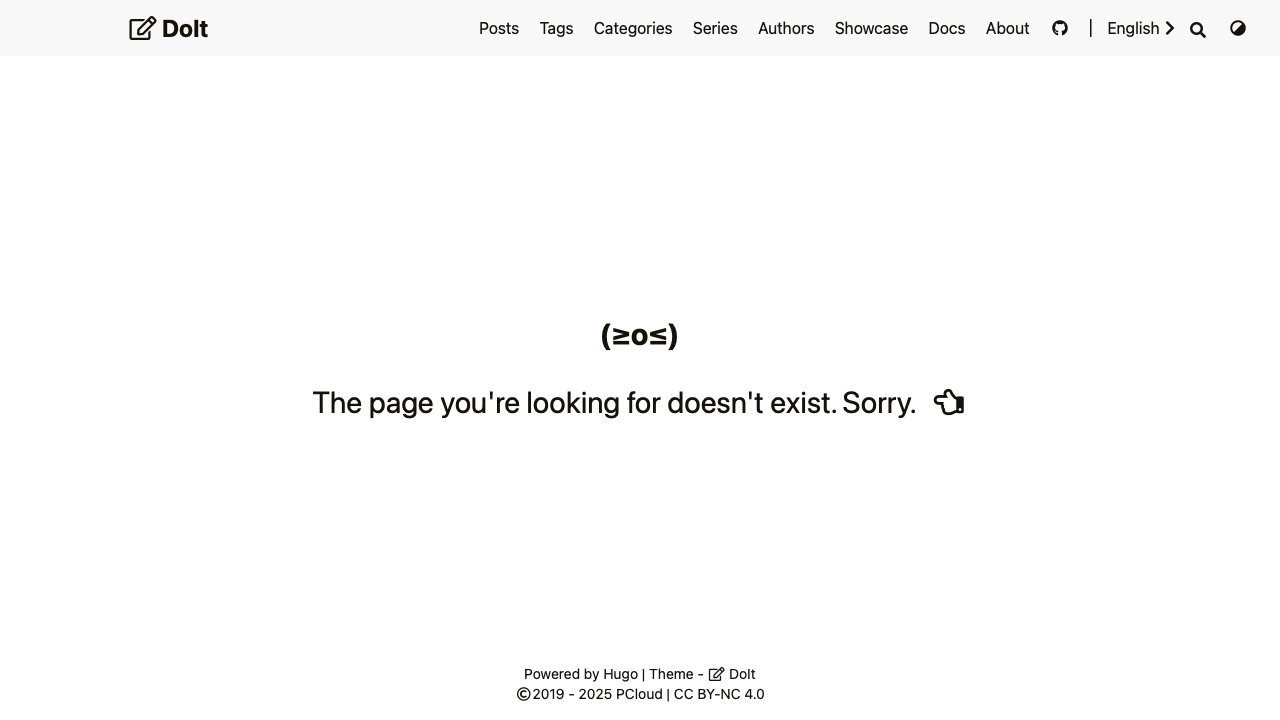 DoIt
Posts Tags Categories Series Authors Showcase Docs About | English
(≥o≤)
The page you're looking for doesn't exist. Sorry.
Powered by Hugo | Theme - DoIt
©2019 - 2025 PCloud | CC BY-NC 4.0